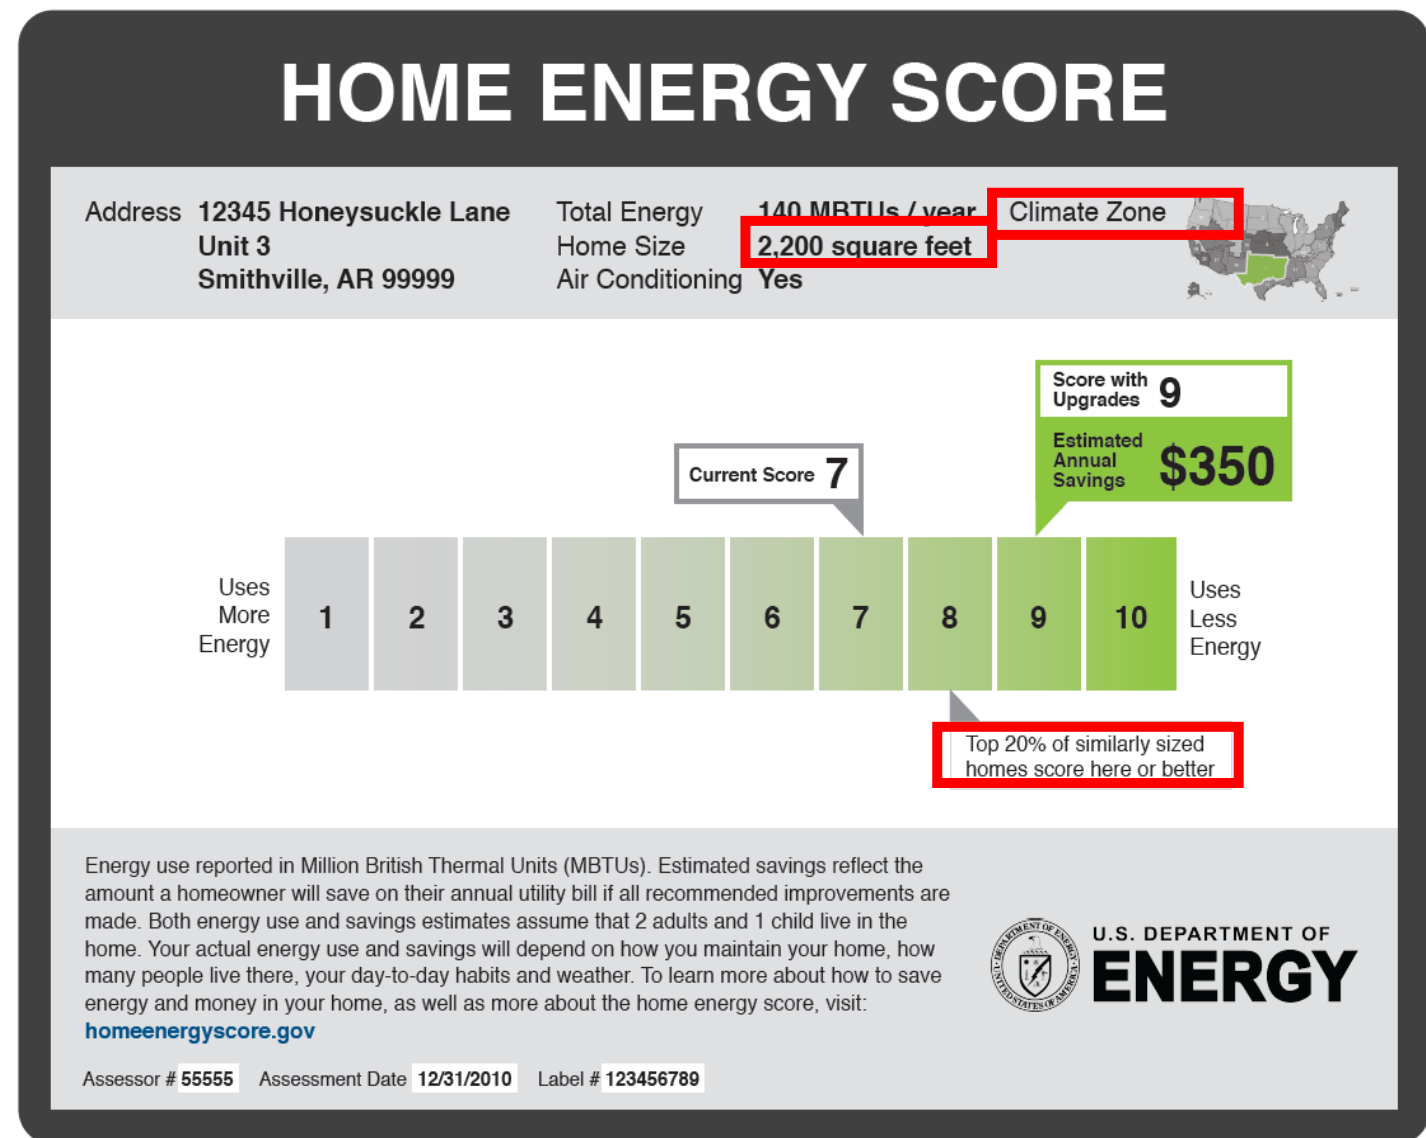 HOME ENERGY SCORE
Address 12345 Honeysuckle Lane
Unit 3
Smithville, AR 99999
Total Energy 140 MBTUs / year
Home Size 2,200 square feet
Air Conditioning Yes
Climate Zone
Score with
Upgrades 9
Estimated
Annual
Savings $350
Current Score 7
Uses
More
Energy
1 2 3 4 5 6 7 8 9 10
Uses
Less
Energy
Top 20% of similarly sized
homes score here or better
Energy use reported in Million British Thermal Units (MBTUs). Estimated savings reflect the
amount a homeowner will save on their annual utility bill if all recommended improvements are
made. Both energy use and savings estimates assume that 2 adults and 1 child live in the
home. Your actual energy use and savings will depend on how you maintain your home, how
many people live there, your day-to-day habits and weather. To learn more about how to save
energy and money in your home, as well as more about the home energy score, visit:
homeenergyscore.gov
Assessor # 55555 Assessment Date 12/31/2010 Label # 123456789
DEPARTMENT OF ENERGY
UNITED STATES OF AMERICA
U.S. DEPARTMENT OF
ENERGY